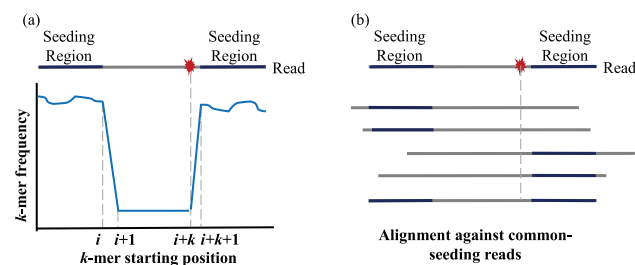 (a)
Seeding
Region
Seeding
Region
Read
k-mer frequency
i
i+1
i+k
i+k+1
k-mer starting position
(b)
Seeding
Region
Seeding
Region
Read
Alignment against common-
seeding reads